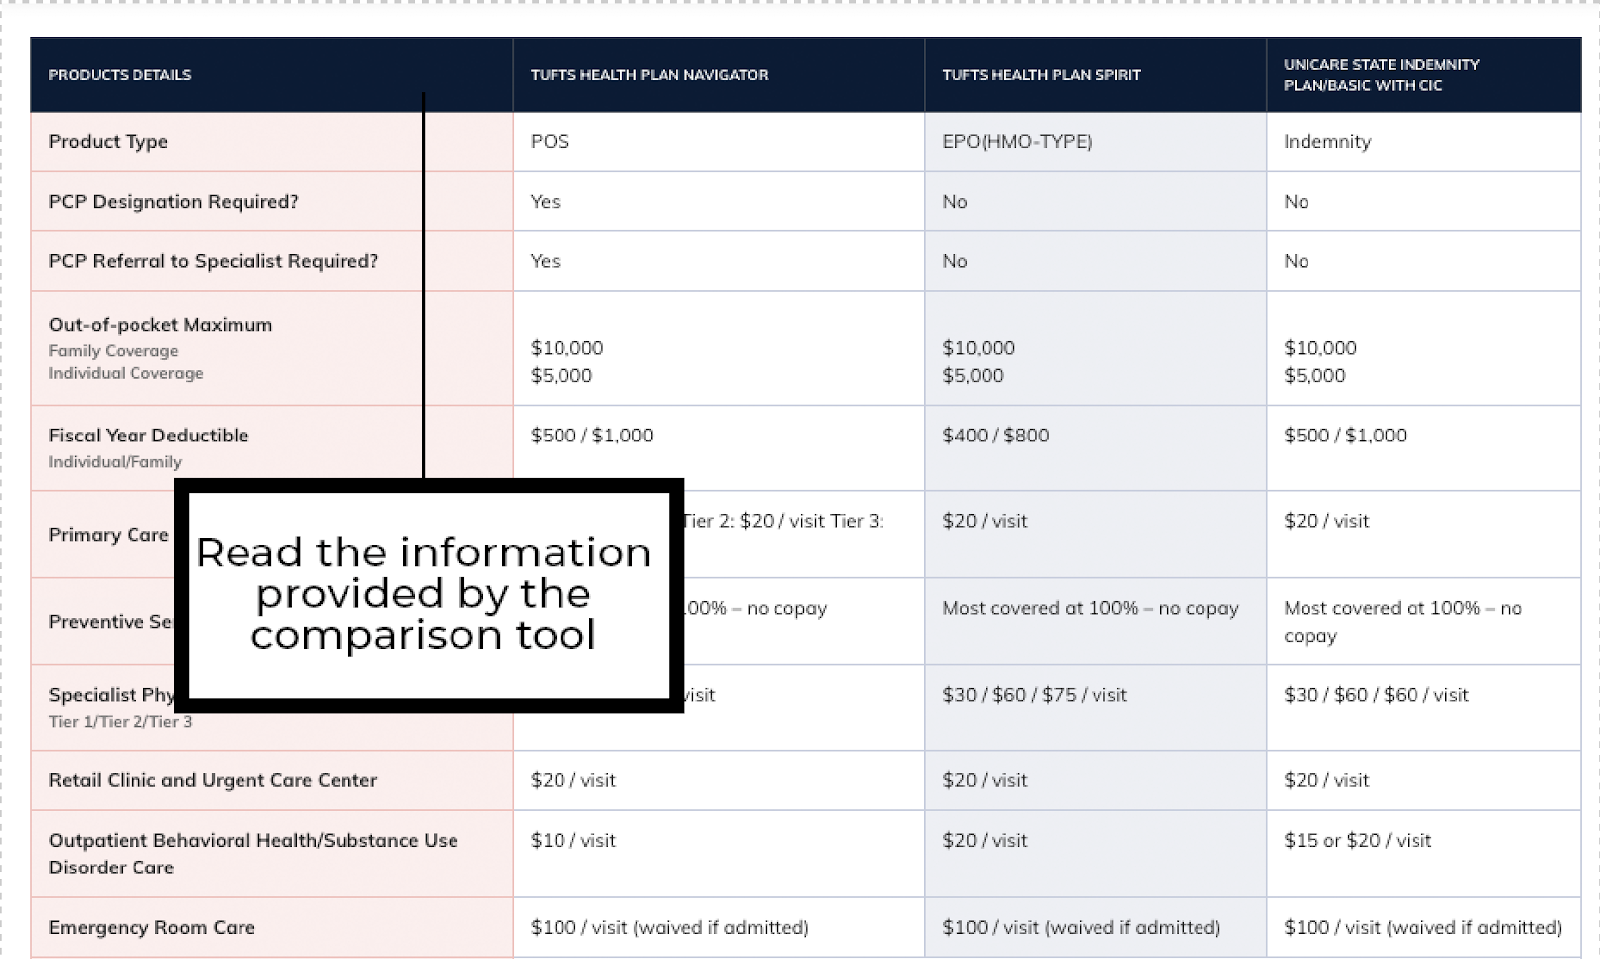 PRODUCTS DETAILS
TUFTS HEALTH PLAN NAVIGATOR
TUFTS HEALTH PLAN SPIRIT
UNICARE STATE INDEMNITY
PLAN/BASIC WITH CIC
Product Type
POS
EPO(HMO-TYPE)
Indemnity
PCP Designation Required?
Yes
No
No
PCP Referral to Specialist Required?
Yes
No
No
Out-of-pocket Maximum
Family Coverage
Individual Coverage
$10,000
$5,000
$10,000
$5,000
$10,000
$5,000
Fiscal Year Deductible
Individual/Family
$500 / $1,000
$400 / $800
$500 / $1,000
Primary Care
Tier 2: $20 / visit Tier 3:
$20 / visit
$20 / visit
Read the information
provided by the
comparison tool
Preventive
100% – no copay
Most covered at 100% – no copay
Most covered at 100% – no
copay
Specialist
Tier 1/Tier 2/Tier 3
visit
$30 / $60 / $75 / visit
$30 / $60 / $60 / visit
Retail Clinic and Urgent Care Center
$20 / visit
$20 / visit
$20 / visit
Outpatient Behavioral Health/Substance Use
Disorder Care
$10 / visit
$20 / visit
$15 or $20 / visit
Emergency Room Care
$100 / visit (waived if admitted)
$100 / visit (waived if admitted)
$100 / visit (waived if admitted)